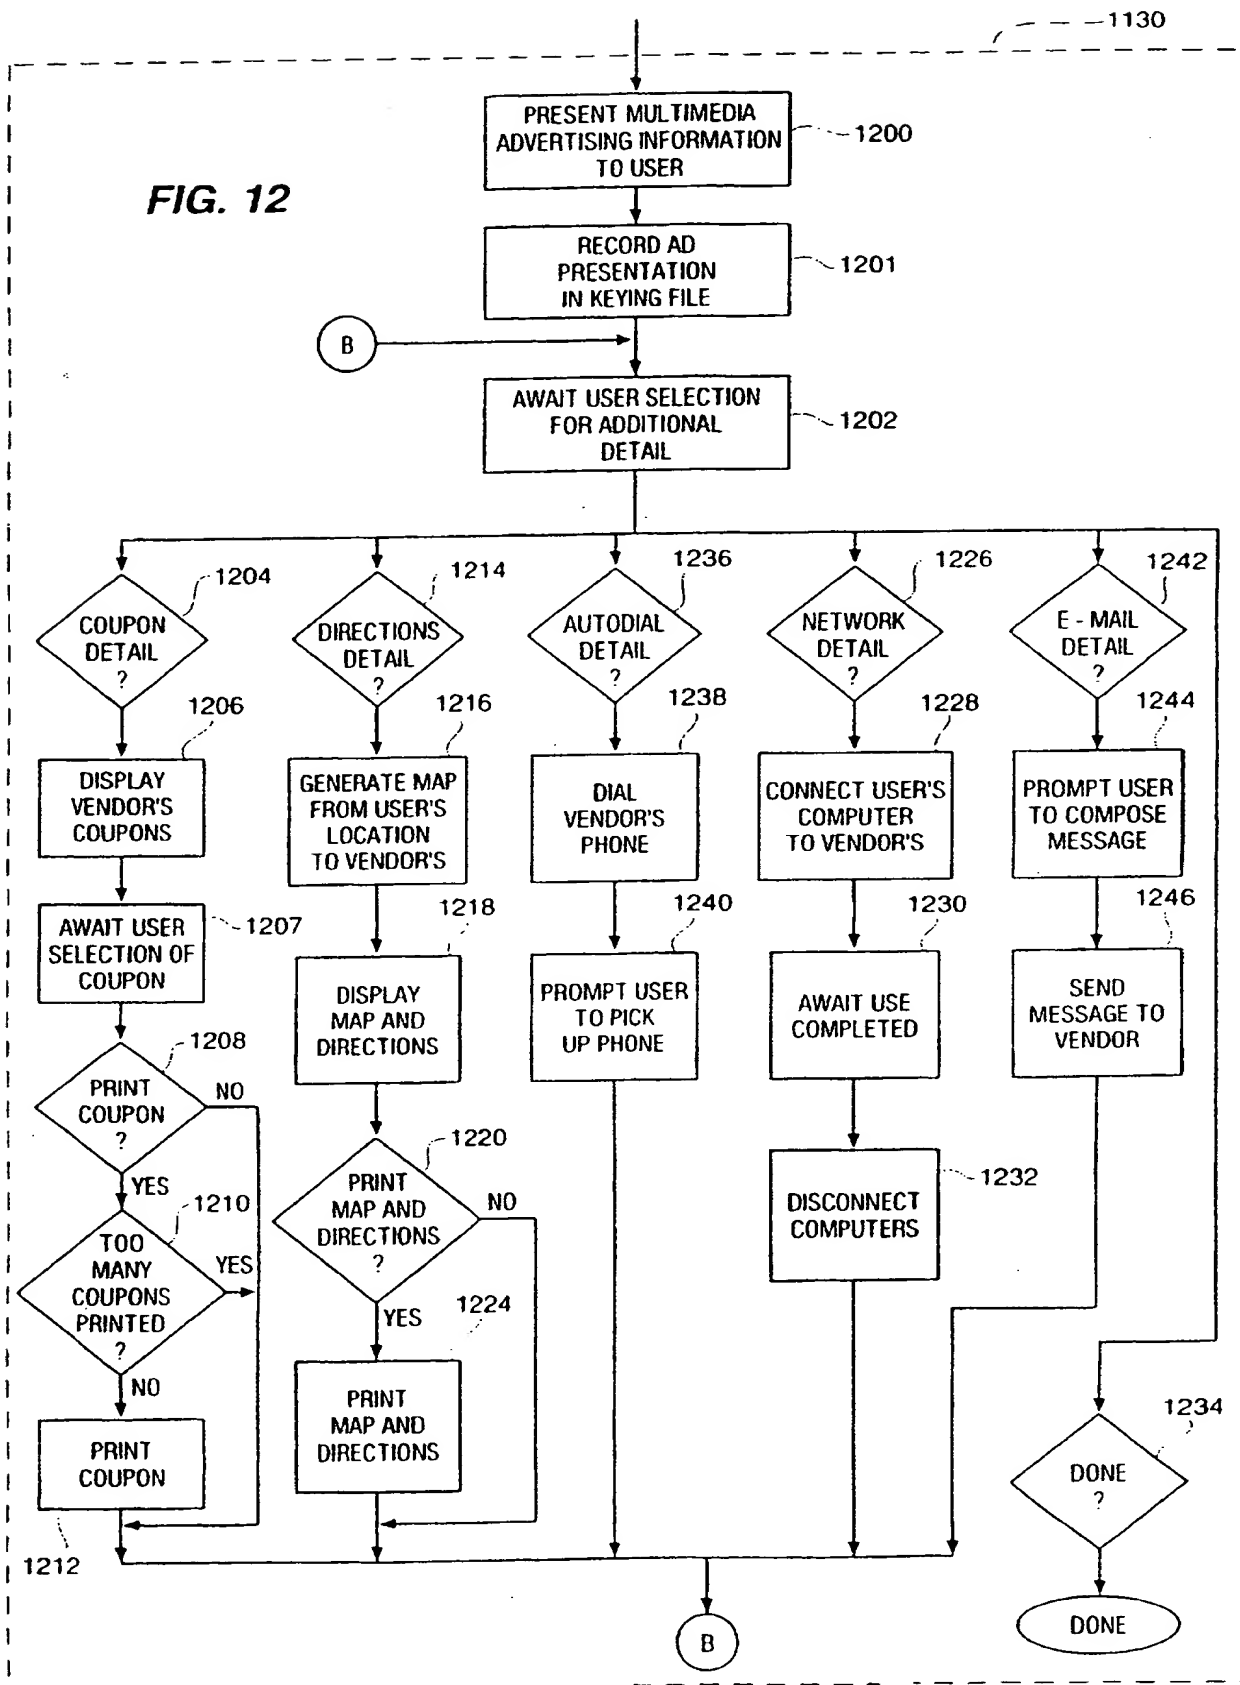 1130
PRESENT MULTIMEDIA
ADVERTISING INFORMATION
TO USER
1200
FIG. 12
RECORD AD
PRESENTATION
IN KEYING FILE
1201
B
AWAIT USER SELECTION
FOR ADDITIONAL
DETAIL
1202
1204
COUPON
DETAIL
?
1206
DISPLAY
VENDOR'S
COUPONS
AWAIT USER
SELECTION OF
COUPON
1207
1208
PRINT
COUPON
?
NO
YES
1210
TOO
MANY
COUPONS
PRINTED
?
YES
NO
PRINT
COUPON
1212
1214
DIRECTIONS
DETAIL
?
1216
GENERATE MAP
FROM USER'S
LOCATION
TO VENDOR'S
1218
DISPLAY
MAP AND
DIRECTIONS
1220
PRINT
MAP AND
DIRECTIONS
?
NO
YES
1224
PRINT
MAP AND
DIRECTIONS
1236
AUTODIAL
DETAIL
?
1238
DIAL
VENDOR'S
PHONE
1240
PROMPT USER
TO PICK
UP PHONE
1226
NETWORK
DETAIL
?
1228
CONNECT USER'S
COMPUTER
TO VENDOR'S
1230
AWAIT USE
COMPLETED
1232
DISCONNECT
COMPUTERS
1242
E - MAIL
DETAIL
?
1244
PROMPT USER
TO COMPOSE
MESSAGE
1246
SEND
MESSAGE TO
VENDOR
1234
DONE
?
DONE
B